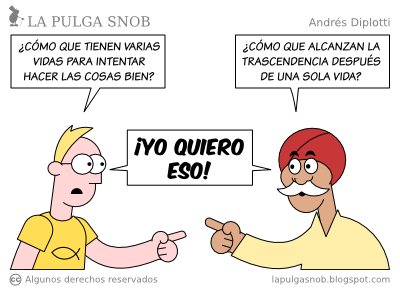 LA PULGA SNOB
Andrés Diplotti
¿CÓMO QUE TIENEN VARIAS
VIDAS PARA INTENTAR
HACER LAS COSAS BIEN?
¿CÓMO QUE ALCANZAN LA
TRASCENDENCIA DESPUÉS
DE UNA SOLA VIDA?
¡YO QUIERO
ESO!
cc Algunos derechos reservados
lapulgasnob.blogspot.com